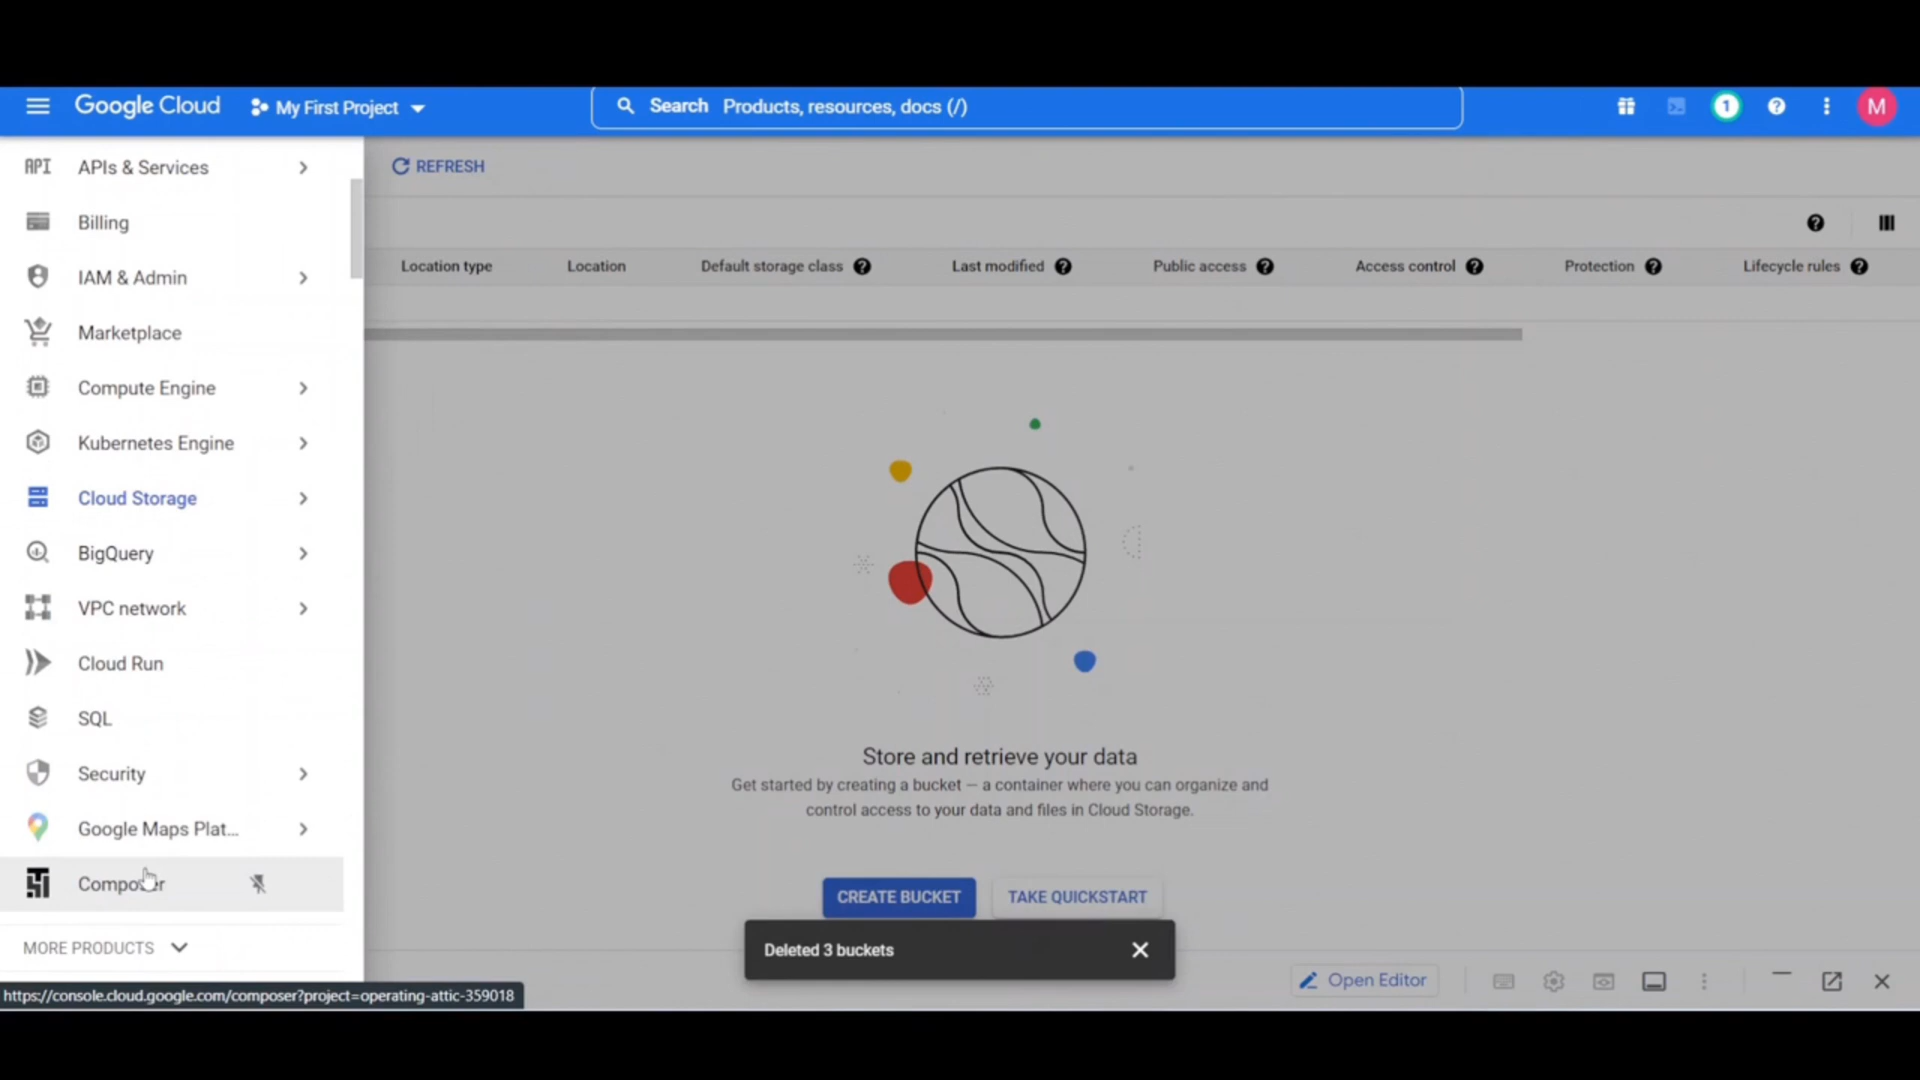 Google Cloud
My First Project
Search Products, resources, docs (/)
1
M
API APIs & Services
Billing
IAM & Admin
Marketplace
Compute Engine
Kubernetes Engine
Cloud Storage
BigQuery
VPC network
Cloud Run
SQL
Security
Google Maps Plat...
Composer
MORE PRODUCTS
https://console.cloud.google.com/composer?project=operating-attic-359018
REFRESH
Location type Location Default storage class Last modified Public access Access control Protection Lifecycle rules
Store and retrieve your data
Get started by creating a bucket — a container where you can organize and
control access to your data and files in Cloud Storage.
CREATE BUCKET TAKE QUICKSTART
Deleted 3 buckets
Open Editor